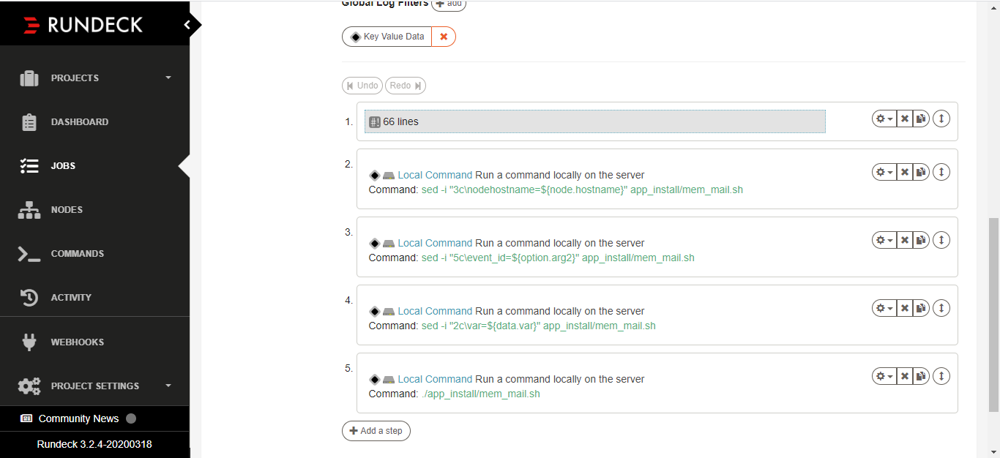 RUNDECK
PROJECTS
DASHBOARD
JOBS
NODES
COMMANDS
ACTIVITY
WEBHOOKS
PROJECT SETTINGS
Community News
Rundeck 3.2.4-20200318
Global Log Filters add
Key Value Data
Undo Redo
1. #! 66 lines
2.
Local Command Run a command locally on the server
Command: sed -i "3c\nodehostname=${node.hostname}" app_install/mem_mail.sh
3.
Local Command Run a command locally on the server
Command: sed -i "5c\event_id=${option.arg2}" app_install/mem_mail.sh
4.
Local Command Run a command locally on the server
Command: sed -i "2c\var=${data.var}" app_install/mem_mail.sh
5.
Local Command Run a command locally on the server
Command: ./app_install/mem_mail.sh
Add a step